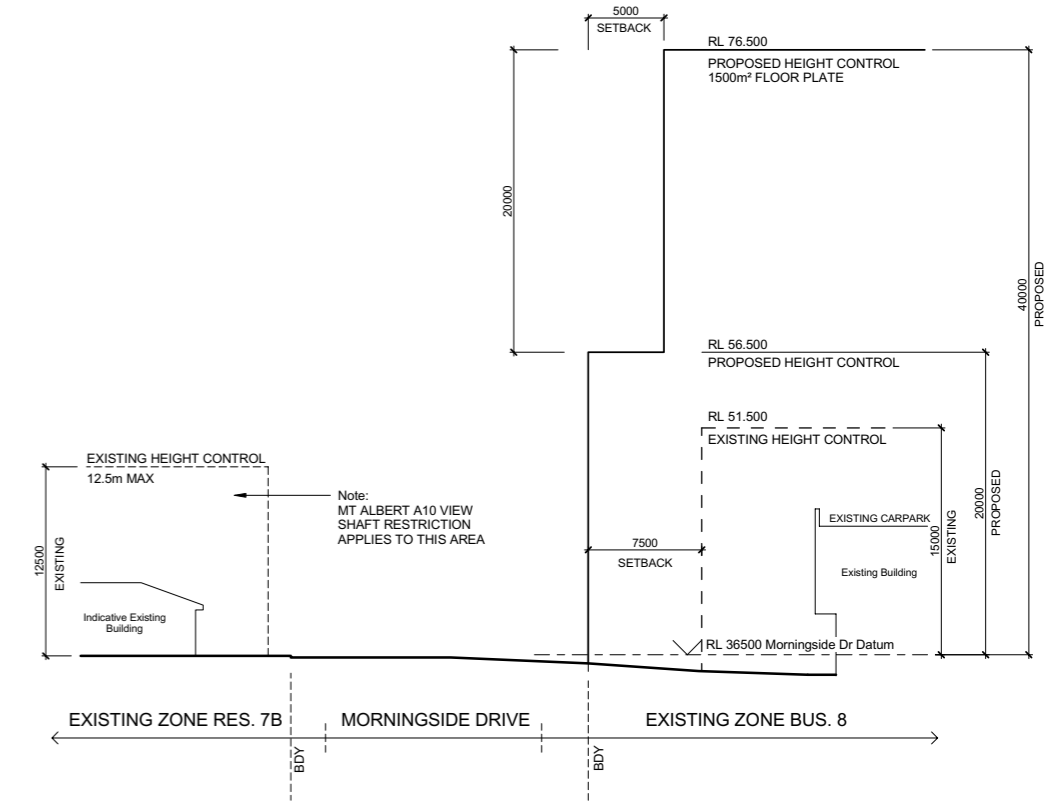 5000
SETBACK
RL 76.500
PROPOSED HEIGHT CONTROL
1500m² FLOOR PLATE
20000
40000
PROPOSED
RL 56.500
PROPOSED HEIGHT CONTROL
RL 51.500
EXISTING HEIGHT CONTROL
EXISTING HEIGHT CONTROL
12.5m MAX
Note:
MT ALBERT A10 VIEW
SHAFT RESTRICTION
APPLIES TO THIS AREA
12500
EXISTING
7500
SETBACK
EXISTING CARPARK
Existing Building
15000
EXISTING
20000
PROPOSED
Indicative Existing
Building
RL 36500 Morningside Dr Datum
EXISTING ZONE RES. 7B
MORNINGSIDE DRIVE
EXISTING ZONE BUS. 8
BDY
BDY